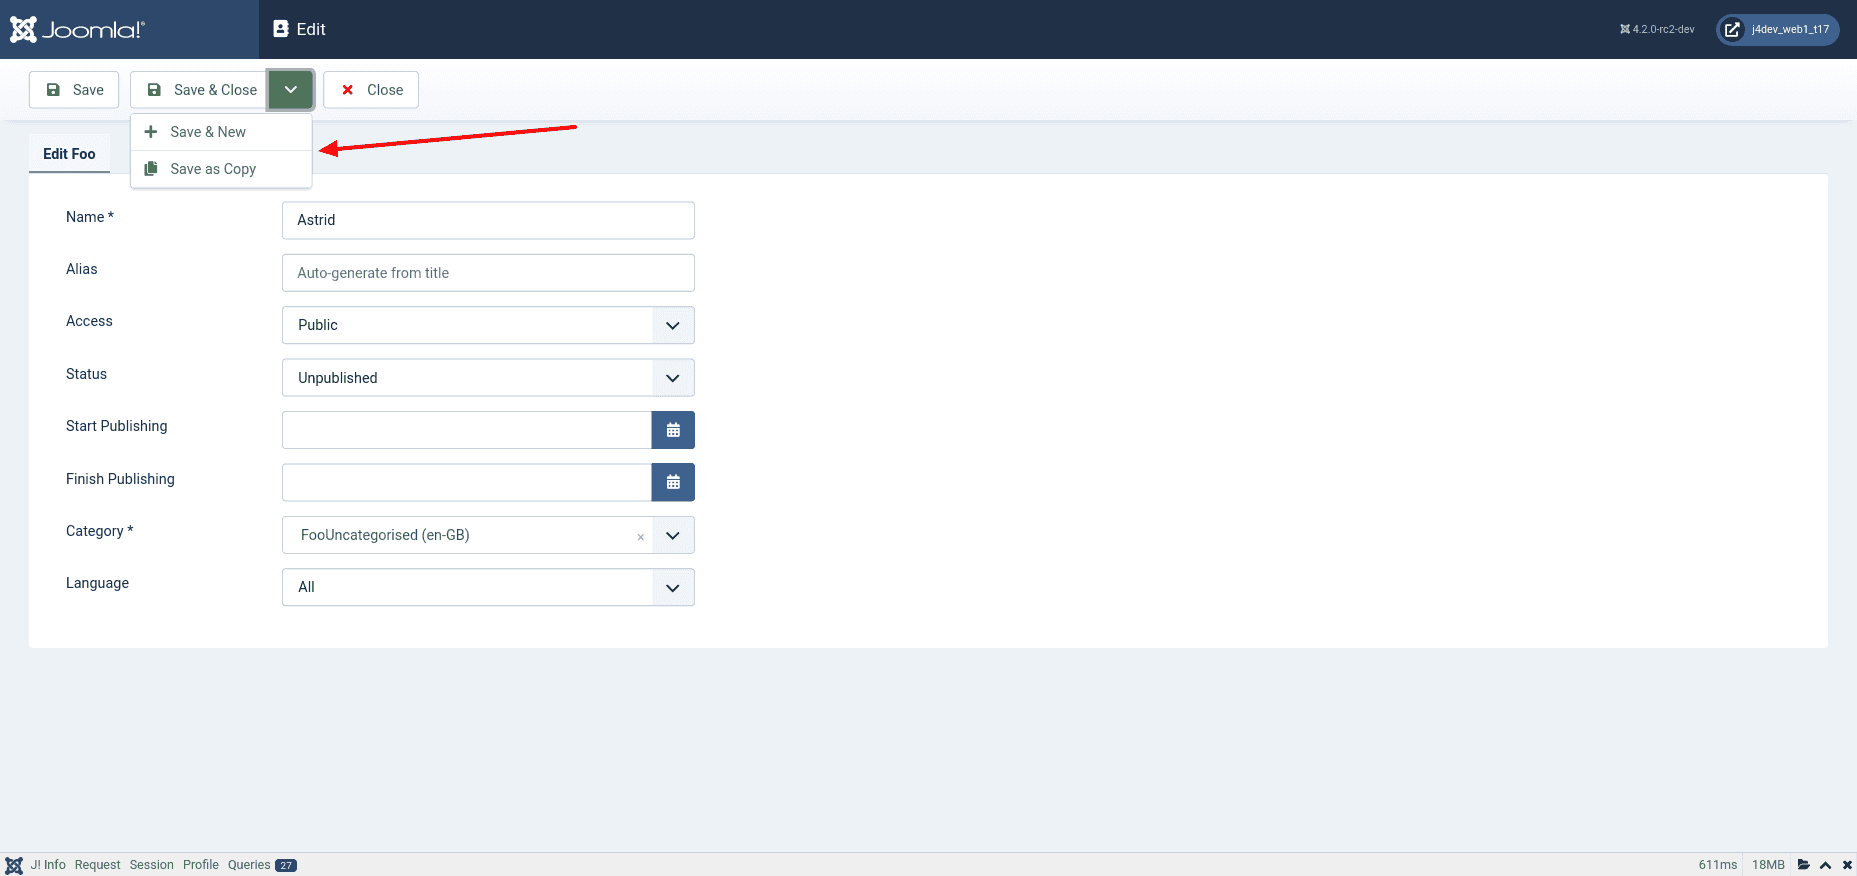 Joomla!
Edit
4.2.0-rc2-dev
j4dev_web1_t17
Save
Save & Close
Close
Save & New
Save as Copy
Edit Foo
Name *
Astrid
Alias
Auto-generate from title
Access
Public
Status
Unpublished
Start Publishing
Finish Publishing
Category *
FooUncategorised (en-GB)
Language
All
J! Info Request Session Profile Queries 27
611ms 18MB